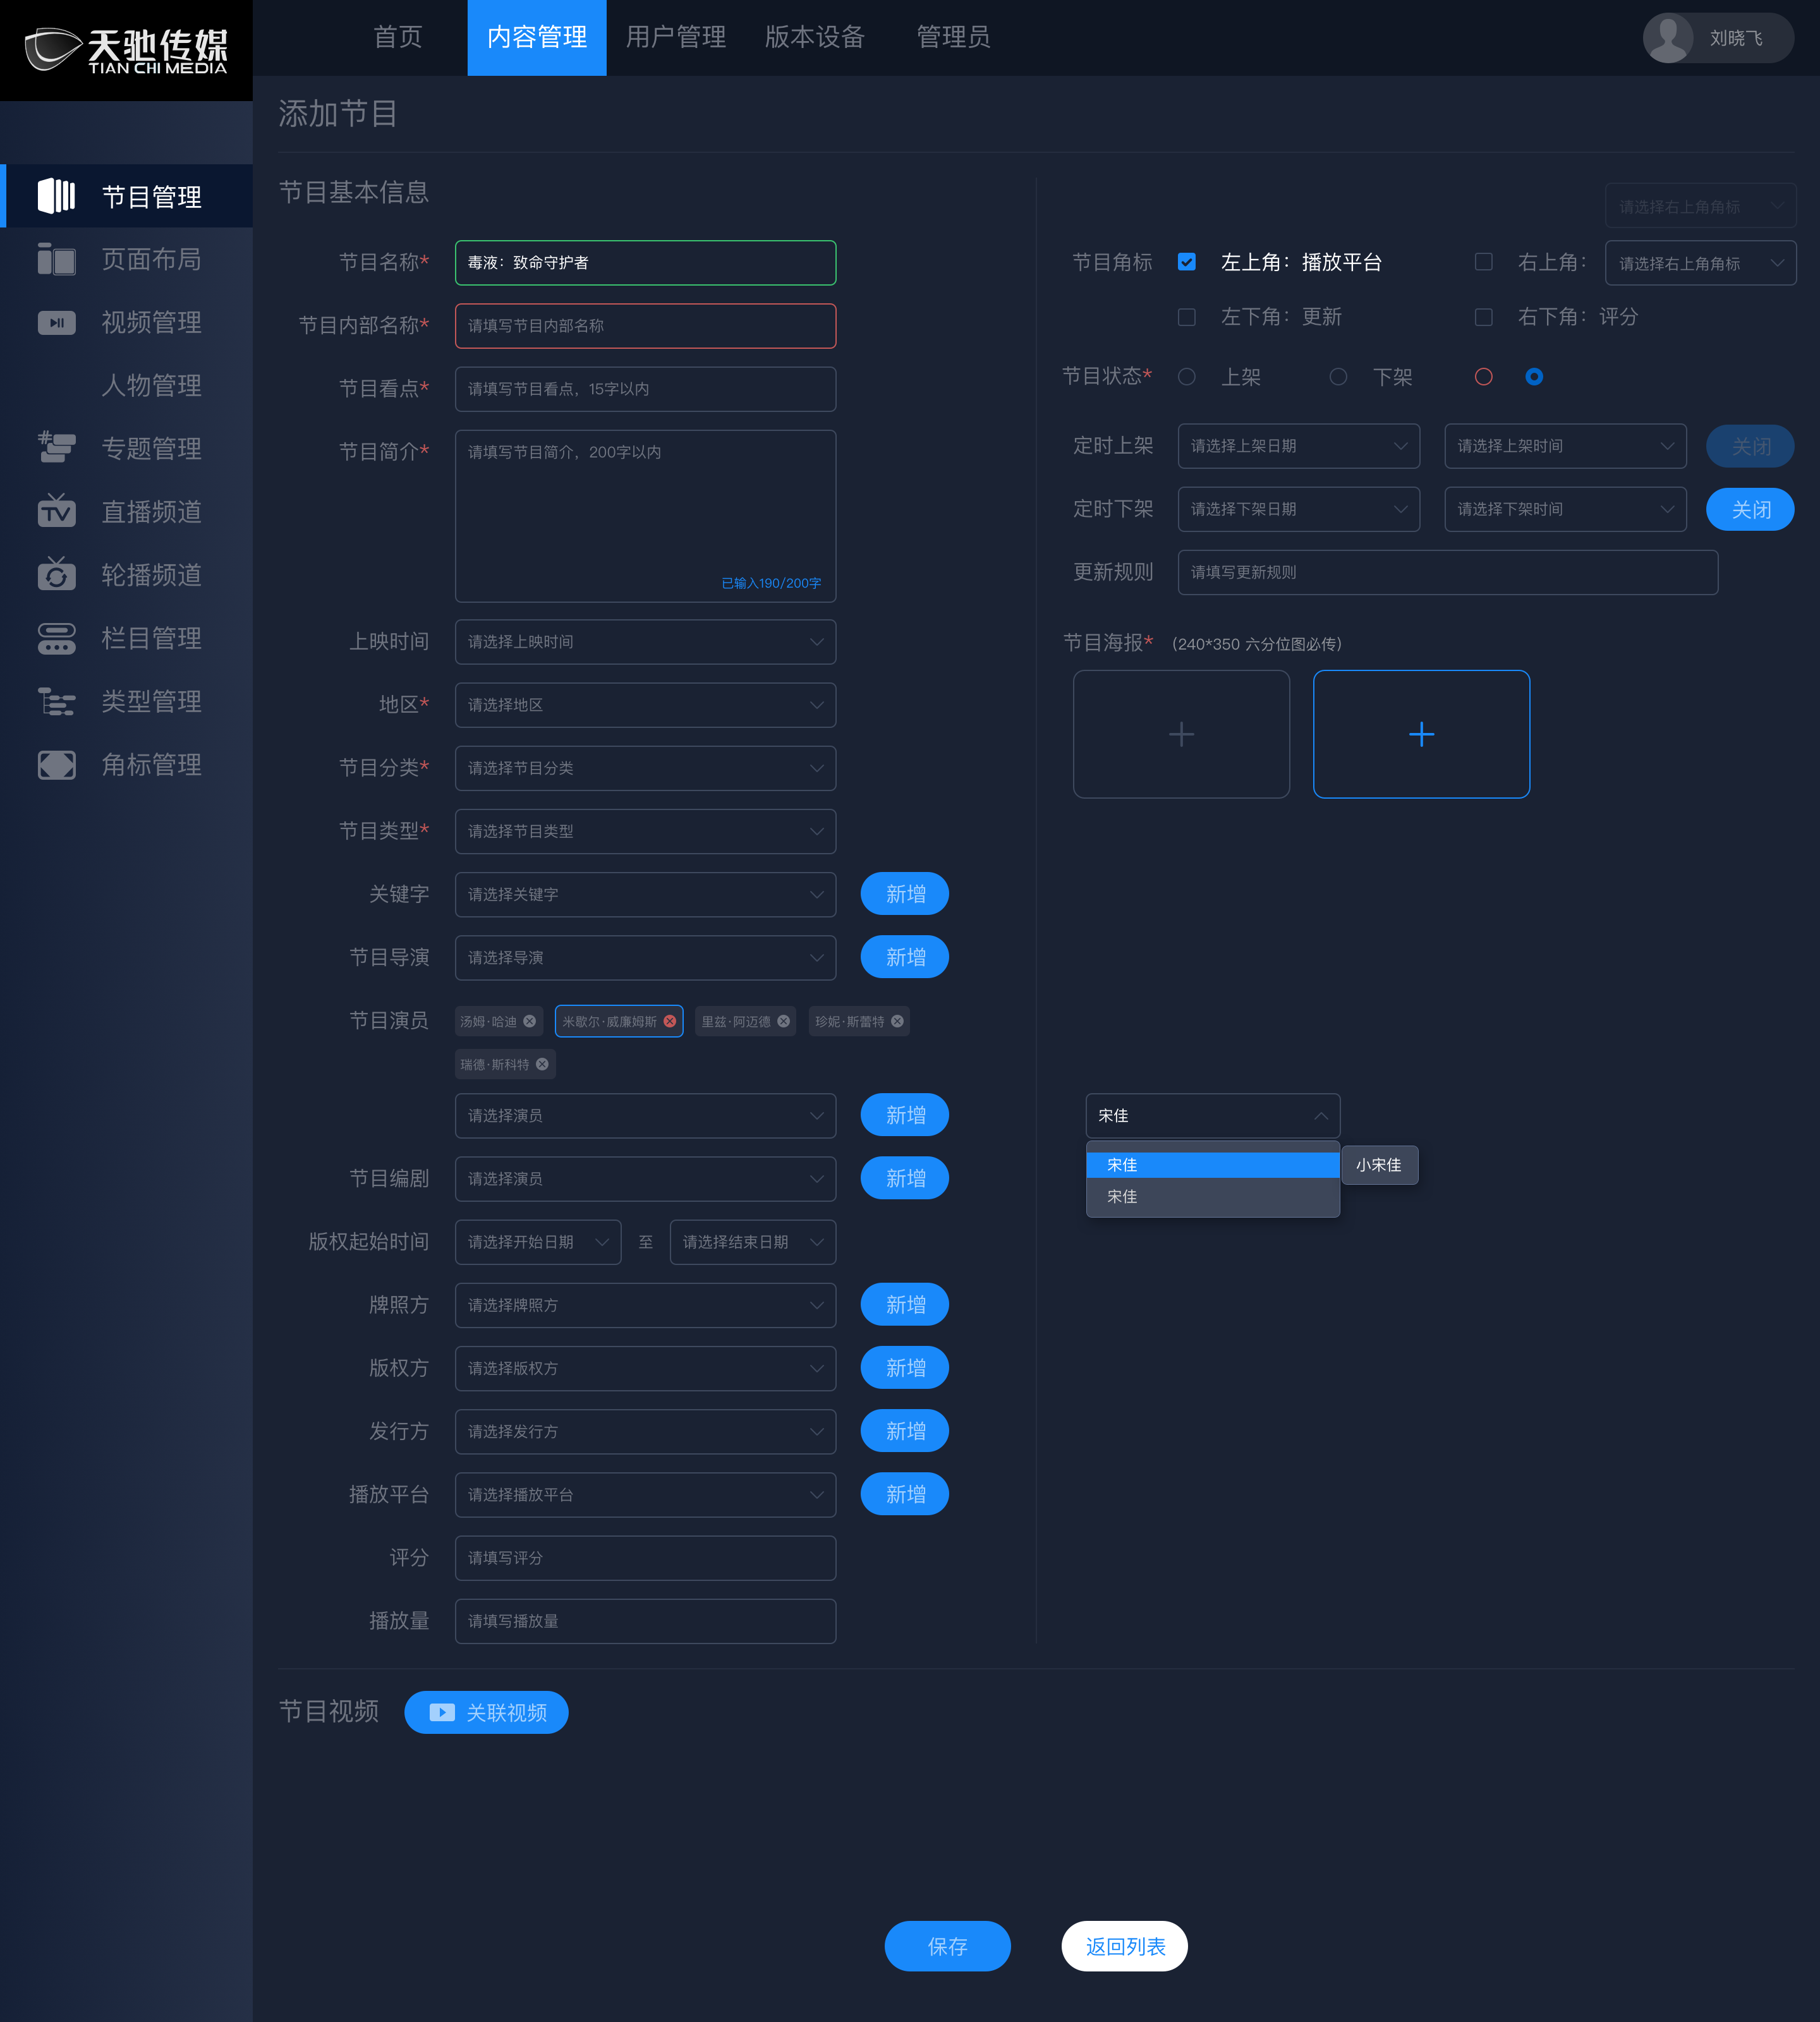 天驰传媒
TIAN CHI MEDIA
首页
内容管理
用户管理
版本设备
管理员
刘晓飞
节目管理
页面布局
视频管理
人物管理
专题管理
直播频道
轮播频道
栏目管理
类型管理
角标管理
添加节目
节目基本信息
节目名称* 毒液：致命守护者
节目内部名称* 请填写节目内部名称
节目看点* 请填写节目看点，15字以内
节目简介* 请填写节目简介，200字以内
已输入190/200字
上映时间 请选择上映时间
地区* 请选择地区
节目分类* 请选择节目分类
节目类型* 请选择节目类型
关键字 请选择关键字 新增
节目导演 请选择导演 新增
节目演员 汤姆·哈迪 米歇尔·威廉姆斯 里兹·阿迈德 珍妮·斯蕾特
瑞德·斯科特
请选择演员 新增
节目编剧 请选择演员 新增
版权起始时间 请选择开始日期 至 请选择结束日期
牌照方 请选择牌照方 新增
版权方 请选择版权方 新增
发行方 请选择发行方 新增
播放平台 请选择播放平台 新增
评分 请填写评分
播放量 请填写播放量
请选择右上角角标
节目角标 左上角：播放平台 右上角： 请选择右上角角标
左下角：更新 右下角：评分
节目状态* 上架 下架
定时上架 请选择上架日期 请选择上架时间 关闭
定时下架 请选择下架日期 请选择下架时间 关闭
更新规则 请填写更新规则
节目海报* (240*350 六分位图必传)
宋佳
宋佳 小宋佳
宋佳
节目视频 关联视频
保存 返回列表
TV
#